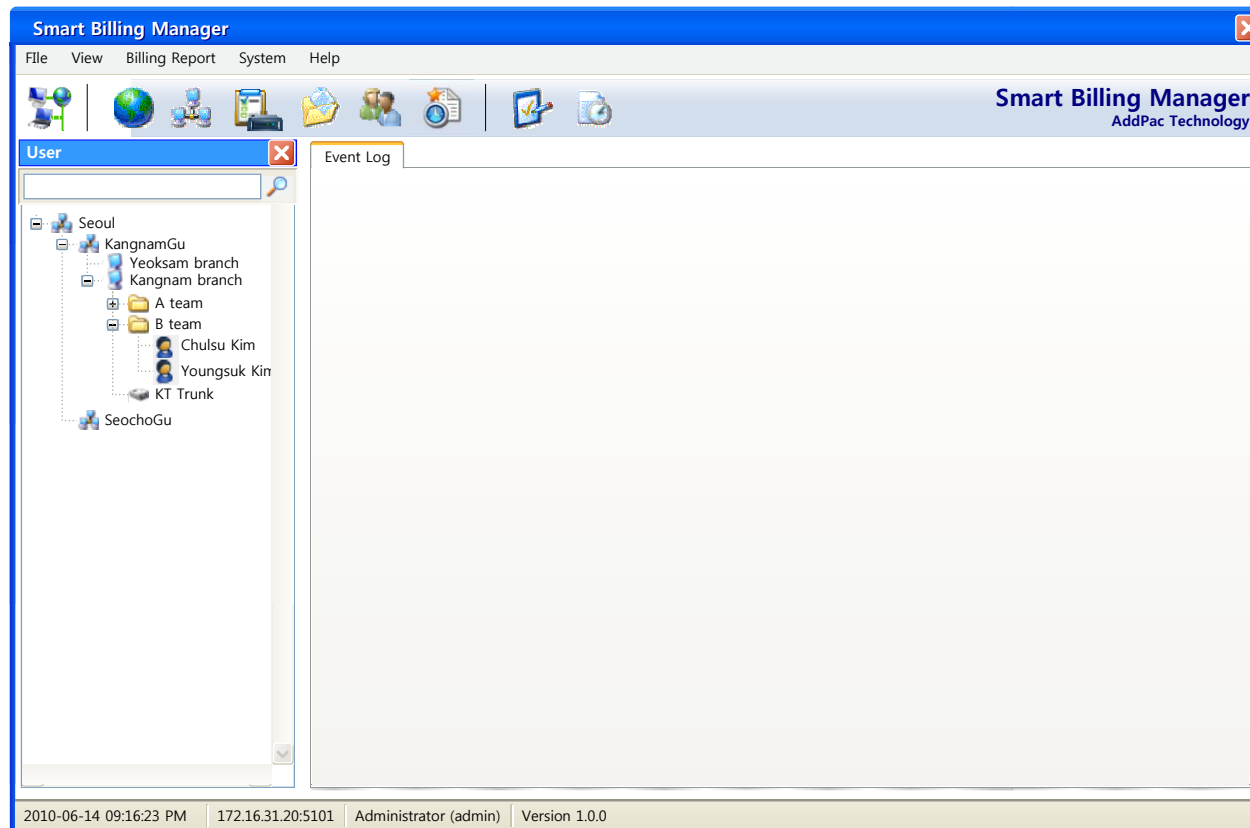 Smart Billing Manager
FIle View Billing Report System Help
Smart Billing Manager
AddPac Technology
User
Event Log
Seoul
KangnamGu
Yeoksam branch
Kangnam branch
A team
B team
Chulsu Kim
Youngsuk Kim
KT Trunk
SeochoGu
2010-06-14 09:16:23 PM 172.16.31.20:5101 Administrator (admin) Version 1.0.0